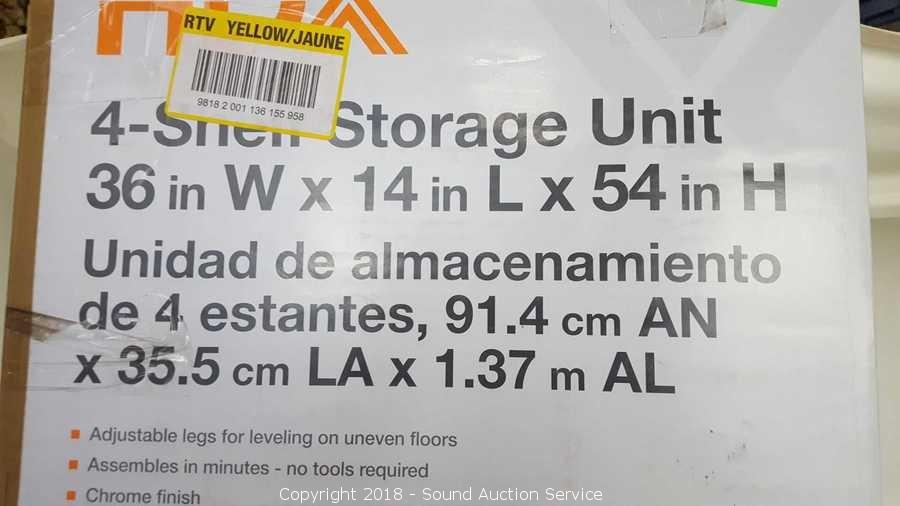 RTV YELLOW/JAUNE
9818 2 001 136 155 958
4-Shelf Storage Unit
36 in W x 14 in L x 54 in H
Unidad de almacenamiento
de 4 estantes, 91.4 cm AN
x 35.5 cm LA x 1.37 m AL
Adjustable legs for leveling on uneven floors
Assembles in minutes - no tools required
Chrome finish
Copyright 2018 - Sound Auction Service